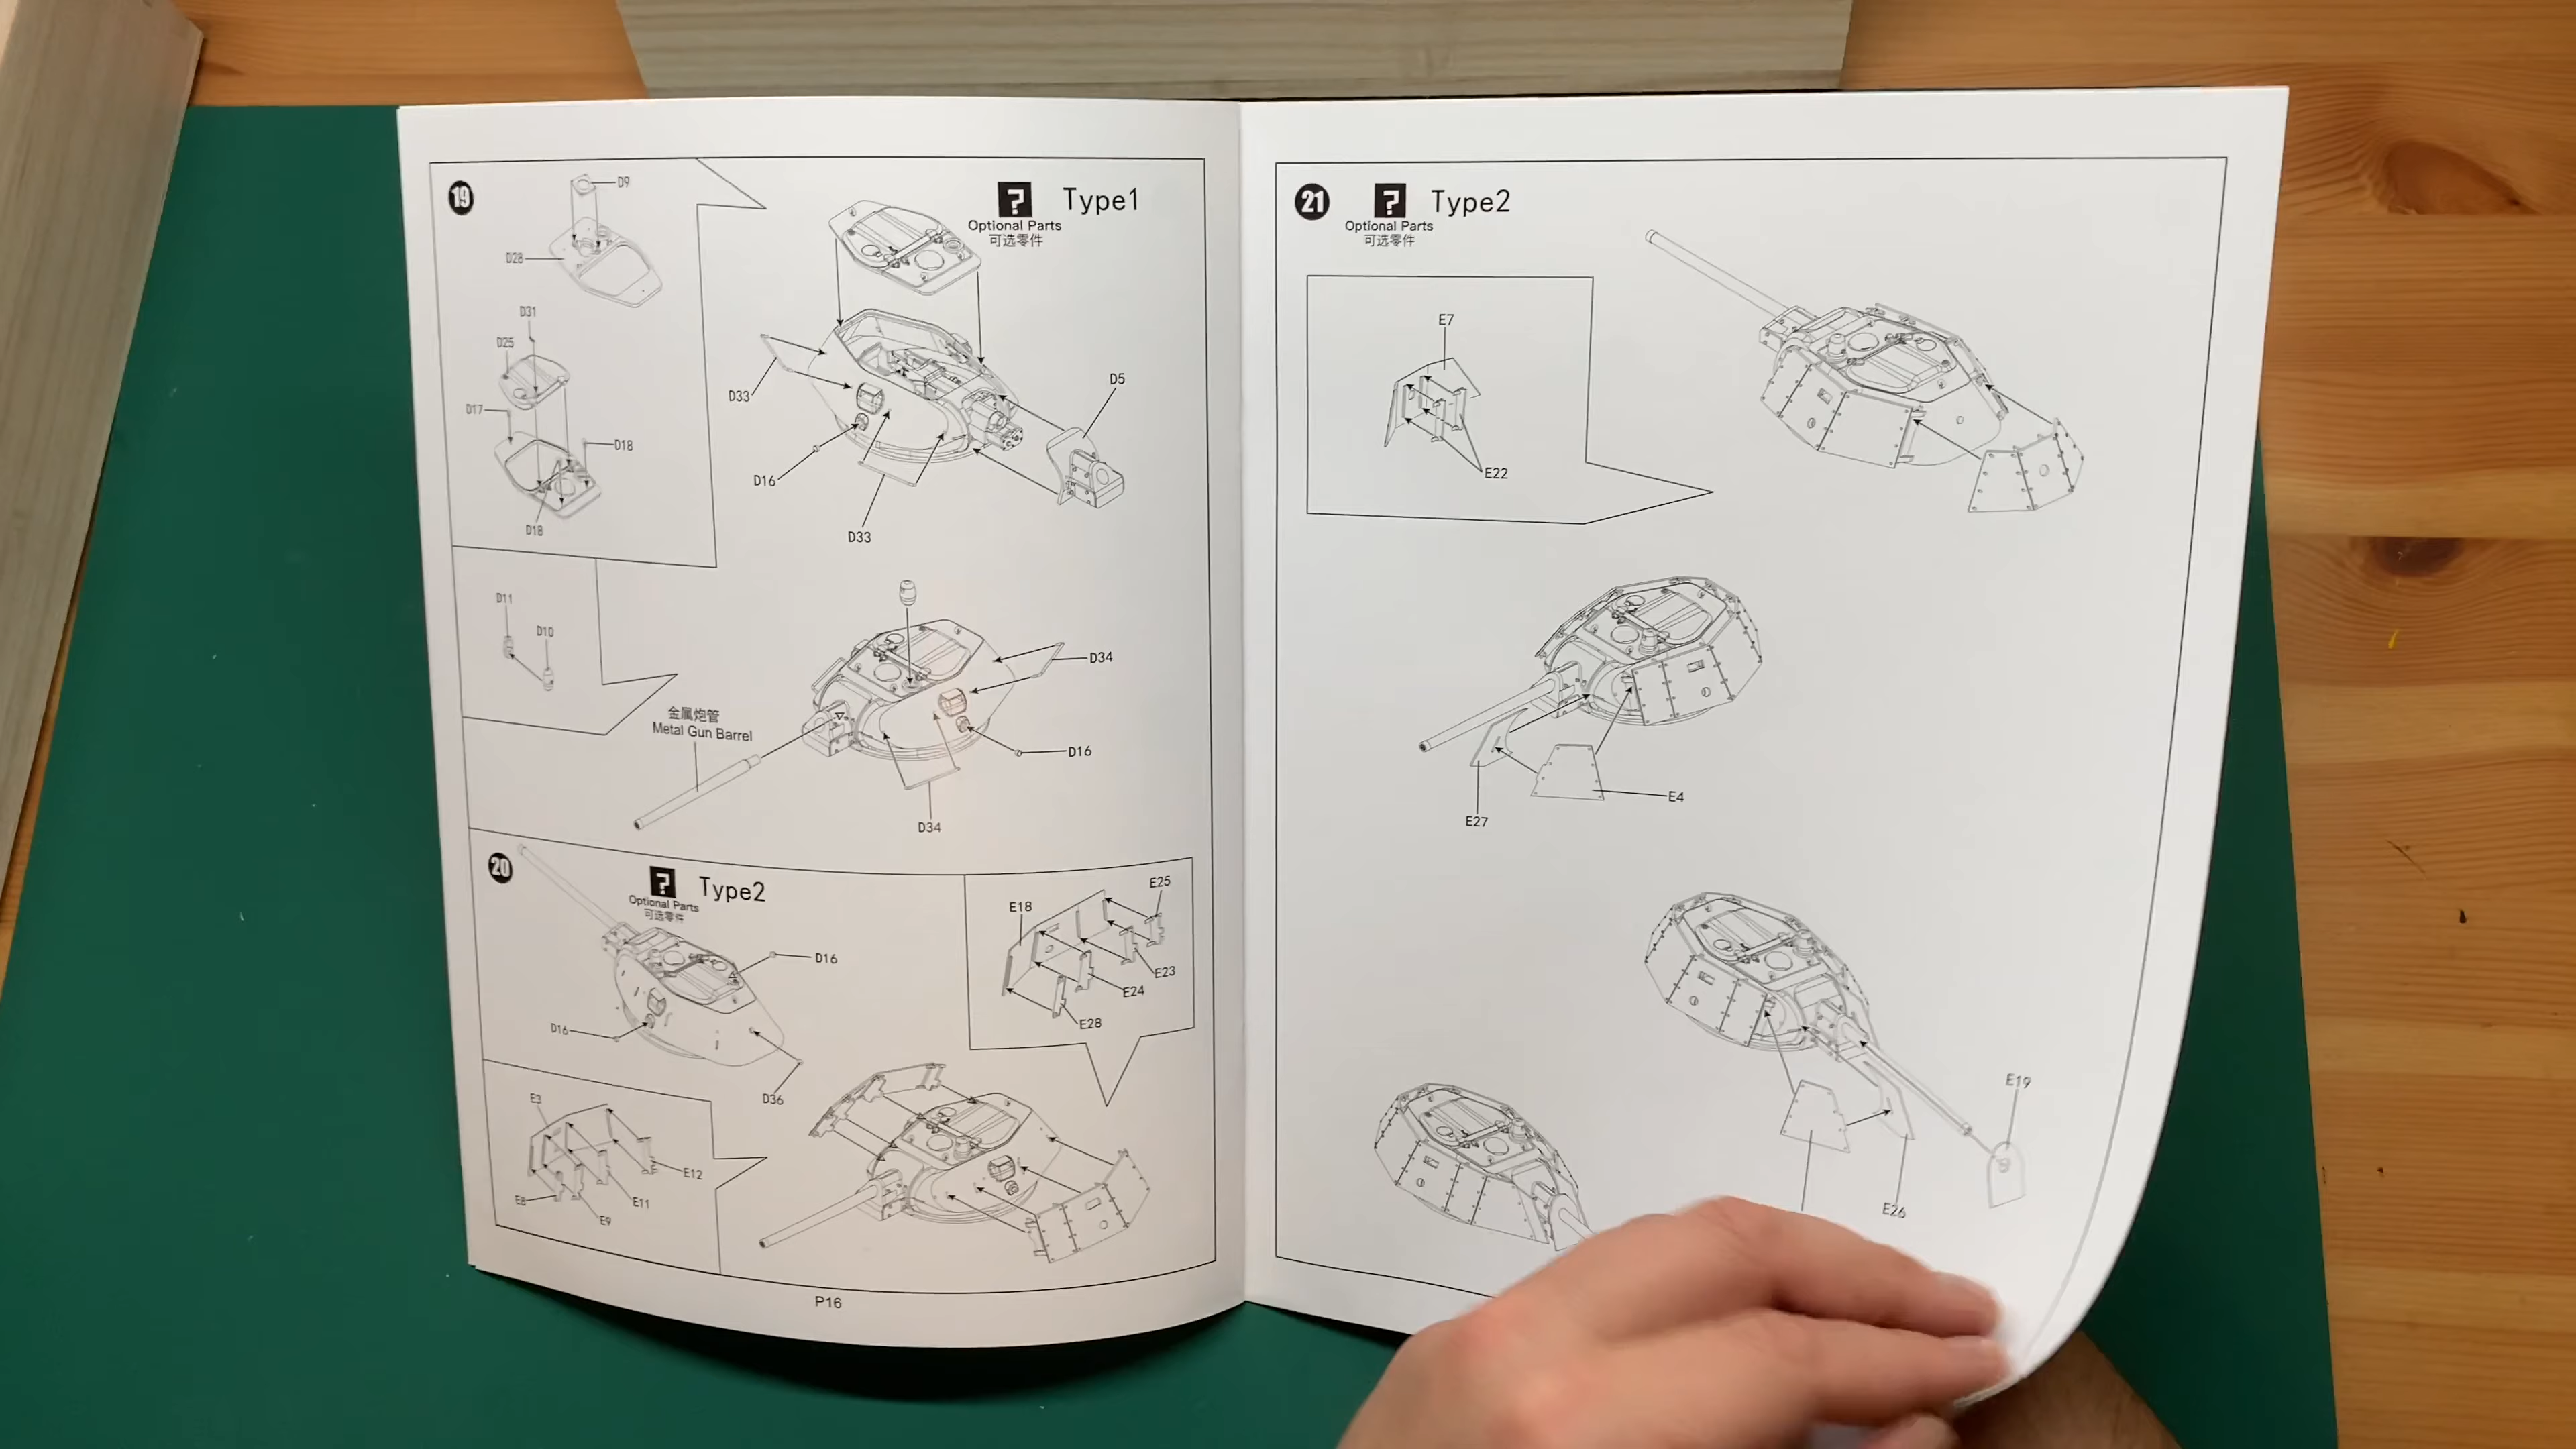 19
D9
D28
D31
D25
D17
D18
D18
?
Type1
Optional Parts
可选零件
D33
D5
D16
D33
D11
D10
金属炮管
Metal Gun Barrel
D34
D16
D34
20
?
Type2
Optional Parts
可选零件
D16
D16
D36
E18
E25
E23
E24
E28
E3
E12
E11
E8
E9
P16
21
?
Type2
Optional Parts
可选零件
E7
E22
E27
E4
E19
E26